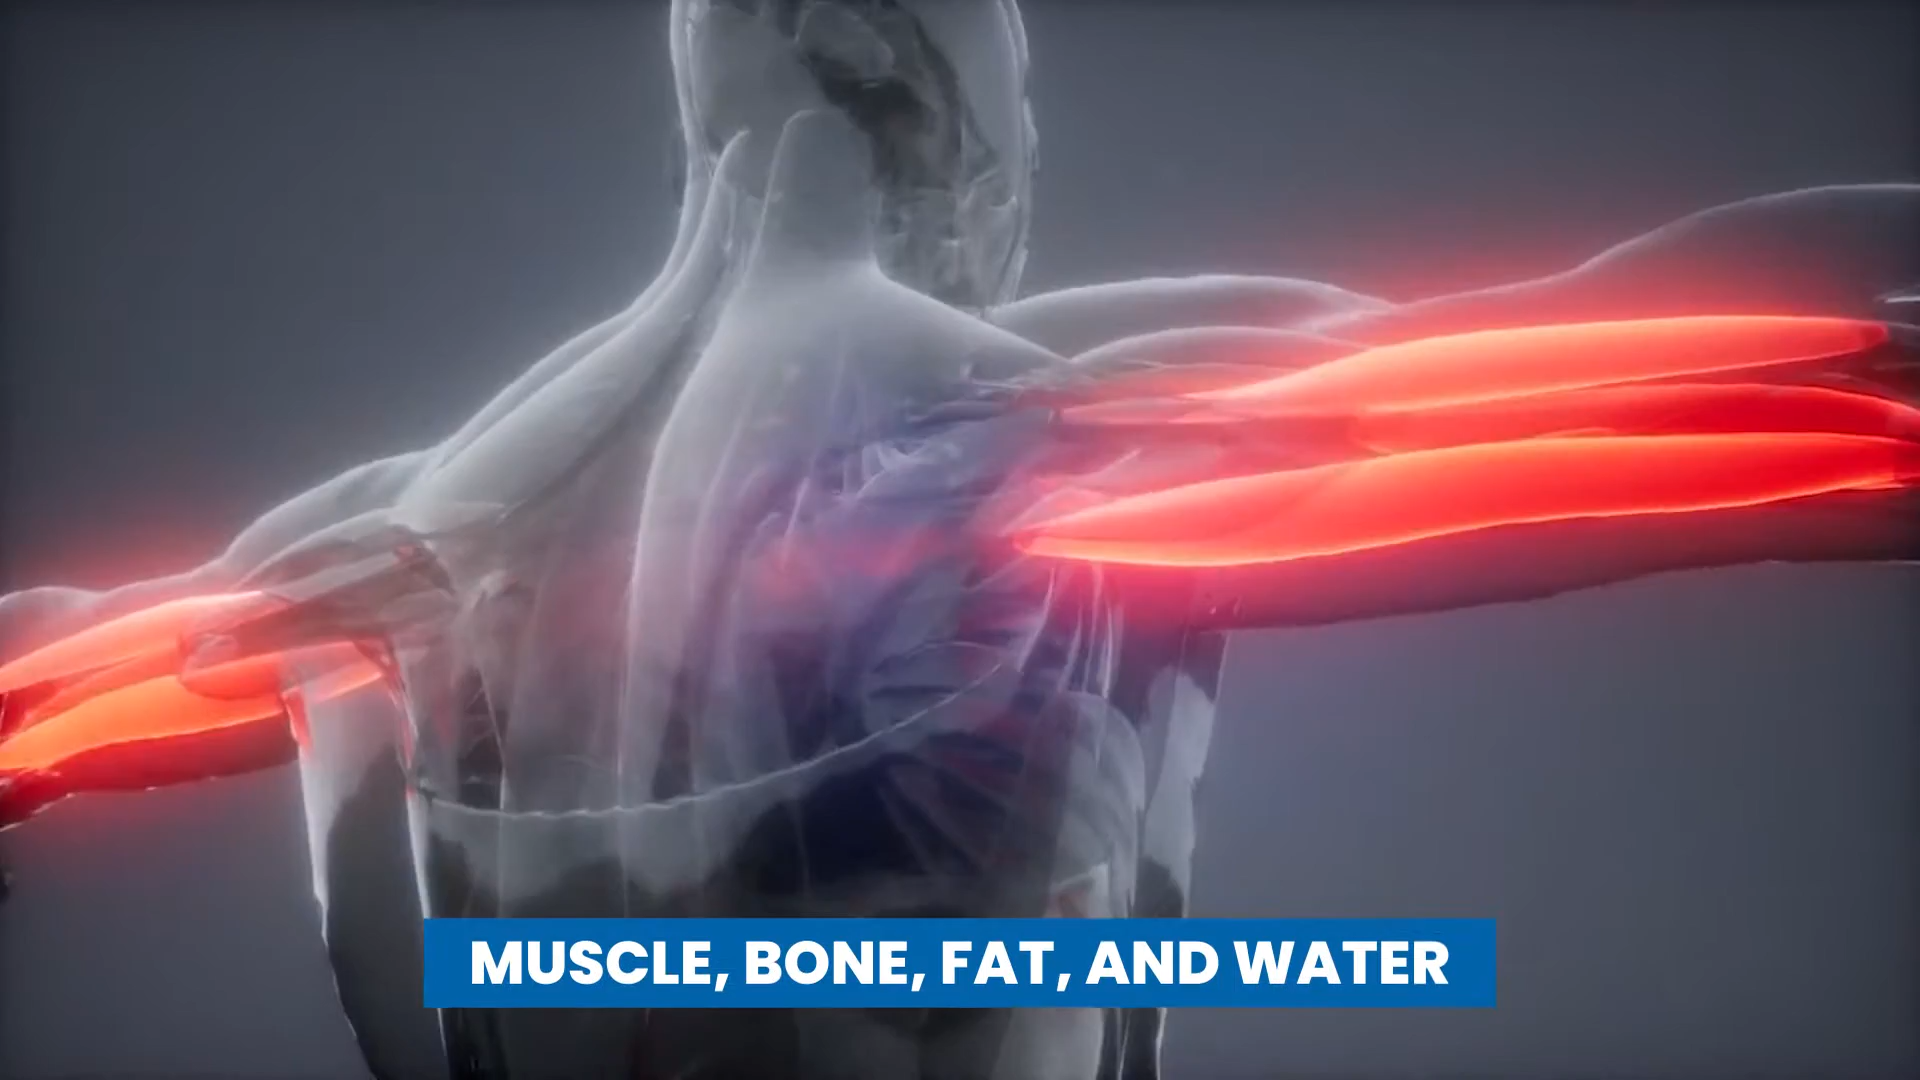 MUSCLE, BONE, FAT, AND WATER